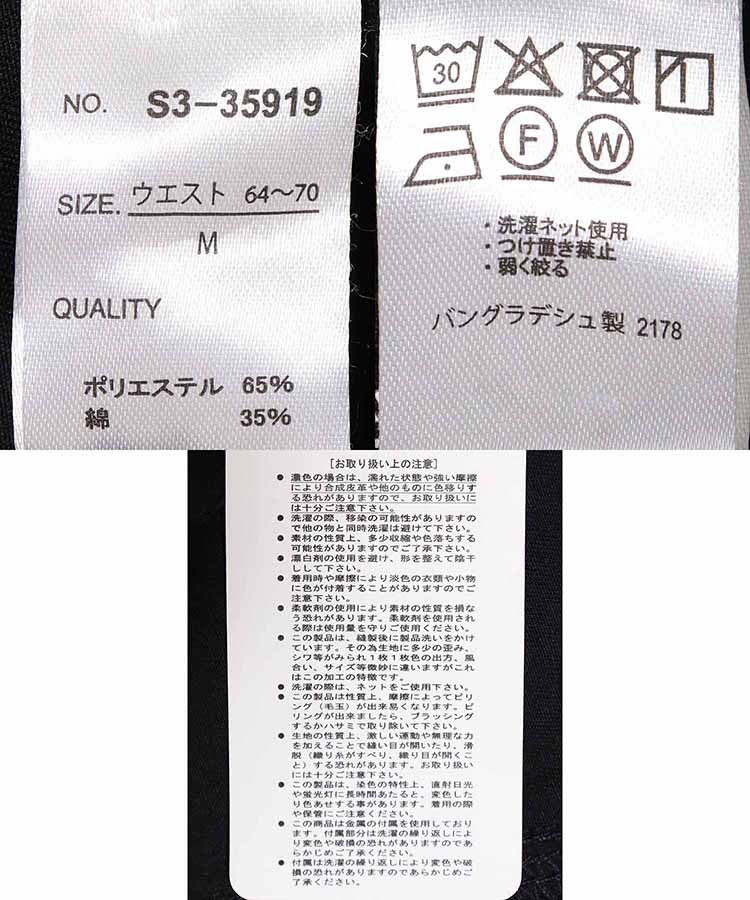 NO. S3-35919
SIZE. ウエスト 64〜70
M
QUALITY
ポリエステル 65%
綿 35%
30
F W
・洗濯ネット使用
・つけ置き禁止
・弱く絞る
バングラデシュ製 2178
[お取り扱い上の注意]
● 濃色の場合は、濡れた状態や強い摩擦
により合成皮革や他のものに色移りす
る恐れがありますので、お取り扱いに
は十分ご注意下さい。
● 洗濯の際、移染の可能性がありますの
で他の物と同時洗濯は避けて下さい。
● 素材の性質上、多少収縮や色落ちする
可能性がありますのでご了承下さい。
● 漂白剤の使用を避け、形を整えて陰干
しして下さい。
● 着用時や摩擦により淡色の衣類や小物
に色が付着することがありますのでご
注意下さい。
● 柔軟剤の使用により素材の性質を損な
う恐れがあります。柔軟剤を使用され
る際は使用量を守りご使用ください。
● この製品は、縫製後に製品洗いをかけ
ています。その為生地に多少の歪み、
シワ等がみられ1枚1枚色の出方、風
合い、サイズ等微妙に違いますがこれ
はこの加工の特徴です。
● 洗濯の際は、ネットをご使用下さい。
● この製品は性質上、摩擦によってピリ
ング(毛玉)が出来易くなります。ピ
リングが出来ましたら、ブラッシング
するかハサミで取り除いて下さい。
● 生地の性質上、激しい運動や無理な力
を加えることで縫い目が開いたり、滑
脱(織り糸がすべり、織り目が開くこ
と)する恐れがあります。お取り扱い
には十分ご注意下さい。
● この製品は、染色の特性上、直射日光
や蛍光灯に長時間あたると、変色した
り色あせする事があります。着用の際
や保管にご注意ください。
● この商品は金属の付属を使用しており
ます。付属部分は洗濯の繰り返しによ
り変色や破損の恐れがありますのであ
らかじめご了承ください。
● 付属は洗濯の繰り返しにより変色や破
損の恐れがありますのであらかじめご
了承ください。